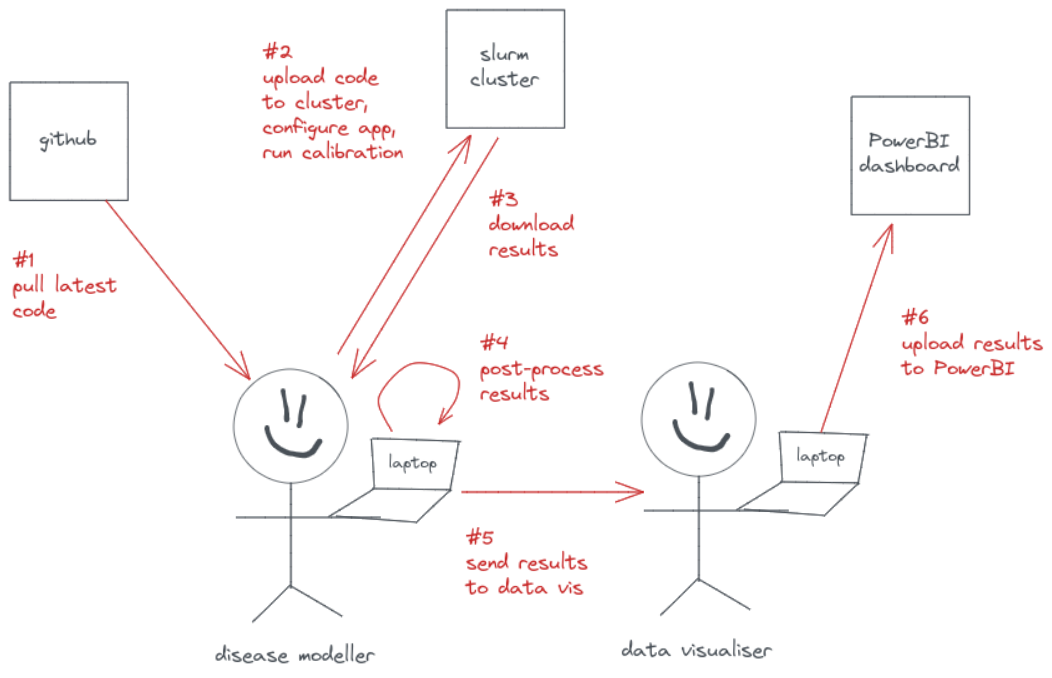 github
#1
pull latest
code
#2
upload code
to cluster,
configure app,
run calibration
slurm
cluster
#3
download
results
#4
post-process
results
laptop
disease modeller
#5
send results
to data vis
laptop
data visualiser
#6
upload results
to PowerBI
PowerBI
dashboard